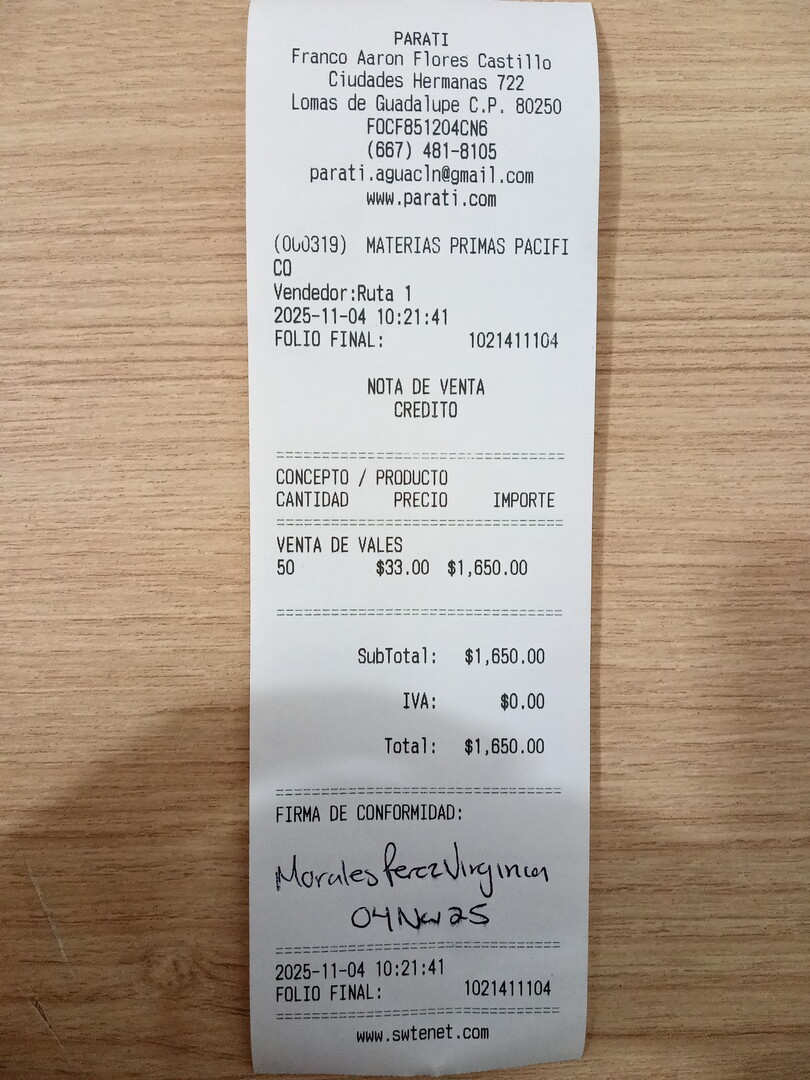 PARATI
Franco Aaron Flores Castillo
Ciudades Hermanas 722
Lomas de Guadalupe C.P. 80250
FOCF851204CN6
(667) 481-8105
parati.aguacln@gmail.com
www.parati.com
(000319) MATERIAS PRIMAS PACIFI
CO
Vendedor:Ruta 1
2025-11-04 10:21:41
FOLIO FINAL: 1021411104
NOTA DE VENTA
CREDITO
================================
CONCEPTO / PRODUCTO
CANTIDAD PRECIO IMPORTE
================================
VENTA DE VALES
50 $33.00 $1,650.00
================================
SubTotal: $1,650.00
IVA: $0.00
Total: $1,650.00
================================
FIRMA DE CONFORMIDAD:
Morales Perez Virginia
04 Nov 25
================================
2025-11-04 10:21:41
FOLIO FINAL: 1021411104
================================
www.swtenet.com